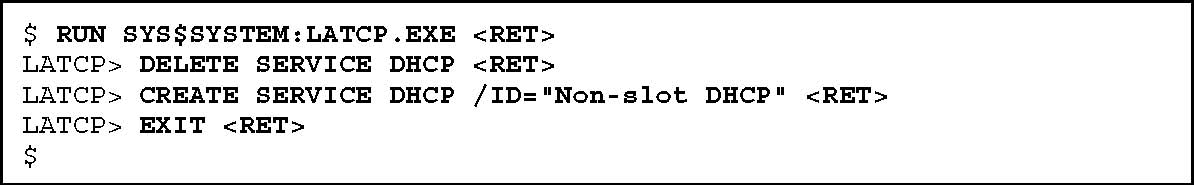 $ RUN SYS$SYSTEM:LATCP.EXE <RET>
LATCP> DELETE SERVICE DHCP <RET>
LATCP> CREATE SERVICE DHCP /ID="Non-slot DHCP" <RET>
LATCP> EXIT <RET>
$